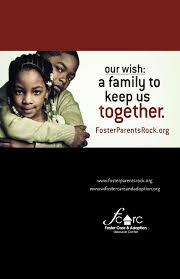 our wish:
a family to
keep us
together.
FosterParentsRock.org
www.fosterparentsrock.org
www.wifostercareandadoption.org
fcarc
Foster Care & Adoption
Resource Center